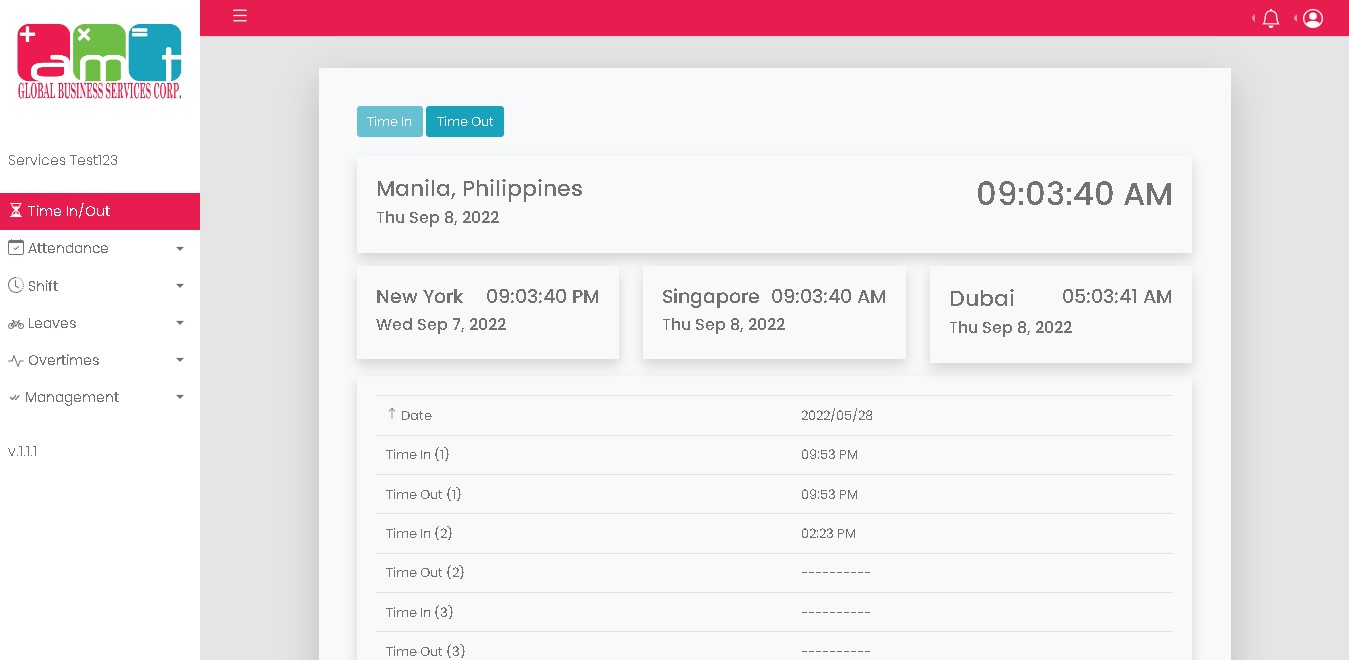 + × =
amt
GLOBAL BUSINESS SERVICES CORP.
Services Test123
Time In/Out
Attendance
Shift
Leaves
Overtimes
Management
v.1.1.1
Time In Time Out
Manila, Philippines 09:03:40 AM
Thu Sep 8, 2022
New York 09:03:40 PM
Wed Sep 7, 2022
Singapore 09:03:40 AM
Thu Sep 8, 2022
Dubai 05:03:41 AM
Thu Sep 8, 2022
↑ Date 2022/05/28
Time In (1) 09:53 PM
Time Out (1) 09:53 PM
Time In (2) 02:23 PM
Time Out (2) ----------
Time In (3) ----------
Time Out (3) ----------